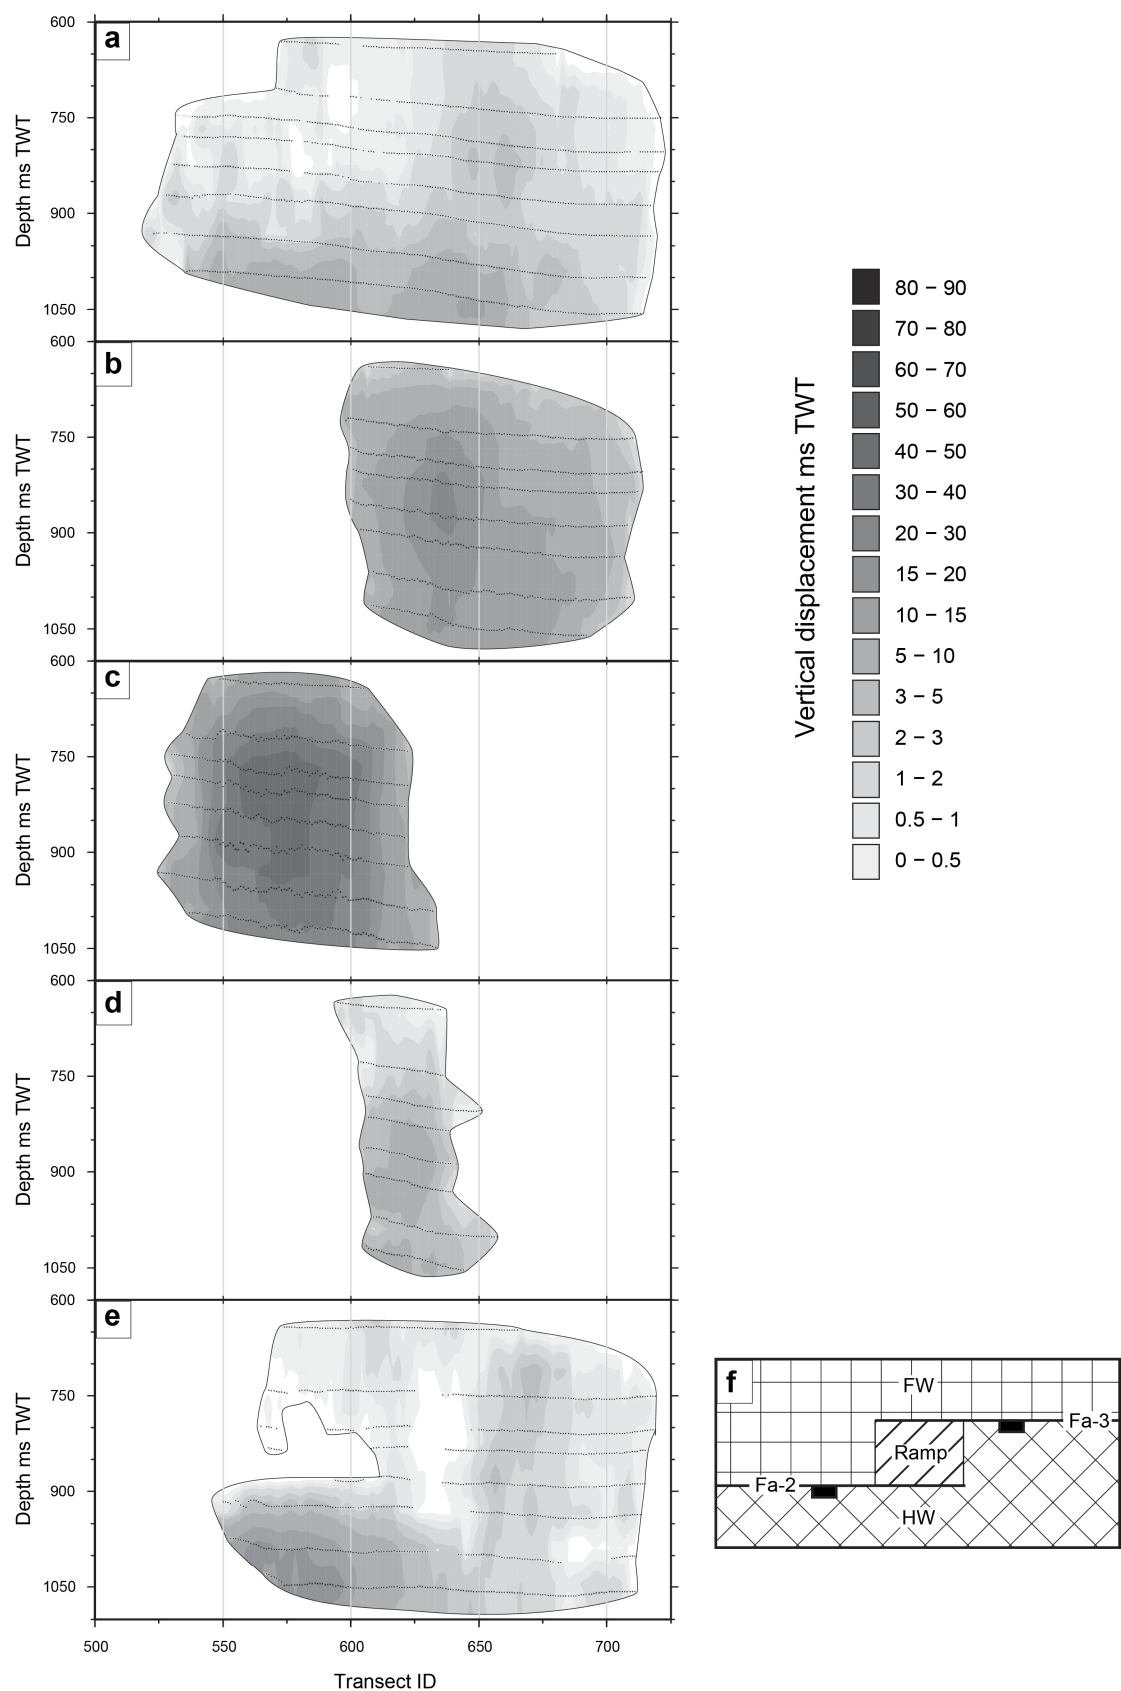 a
600
750
900
1050
Depth ms TWT
b
600
750
900
1050
Depth ms TWT
c
600
750
900
1050
Depth ms TWT
d
600
750
900
1050
Depth ms TWT
e
600
750
900
1050
Depth ms TWT
500 550 600 650 700
Transect ID
Vertical displacement ms TWT
80 – 90
70 – 80
60 – 70
50 – 60
40 – 50
30 – 40
20 – 30
15 – 20
10 – 15
5 – 10
3 – 5
2 – 3
1 – 2
0.5 – 1
0 – 0.5
f
FW
Fa-3
Ramp
Fa-2
HW